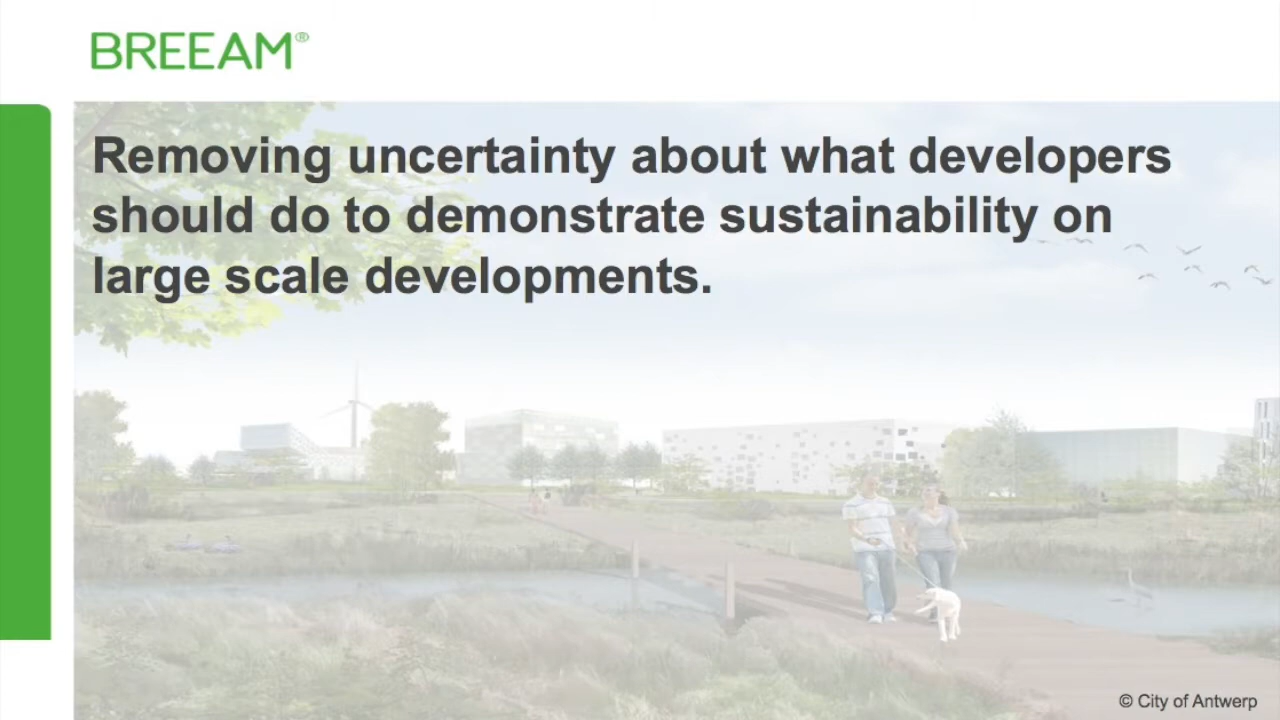 BREEAM®
Removing uncertainty about what developers
should do to demonstrate sustainability on
large scale developments.
© City of Antwerp